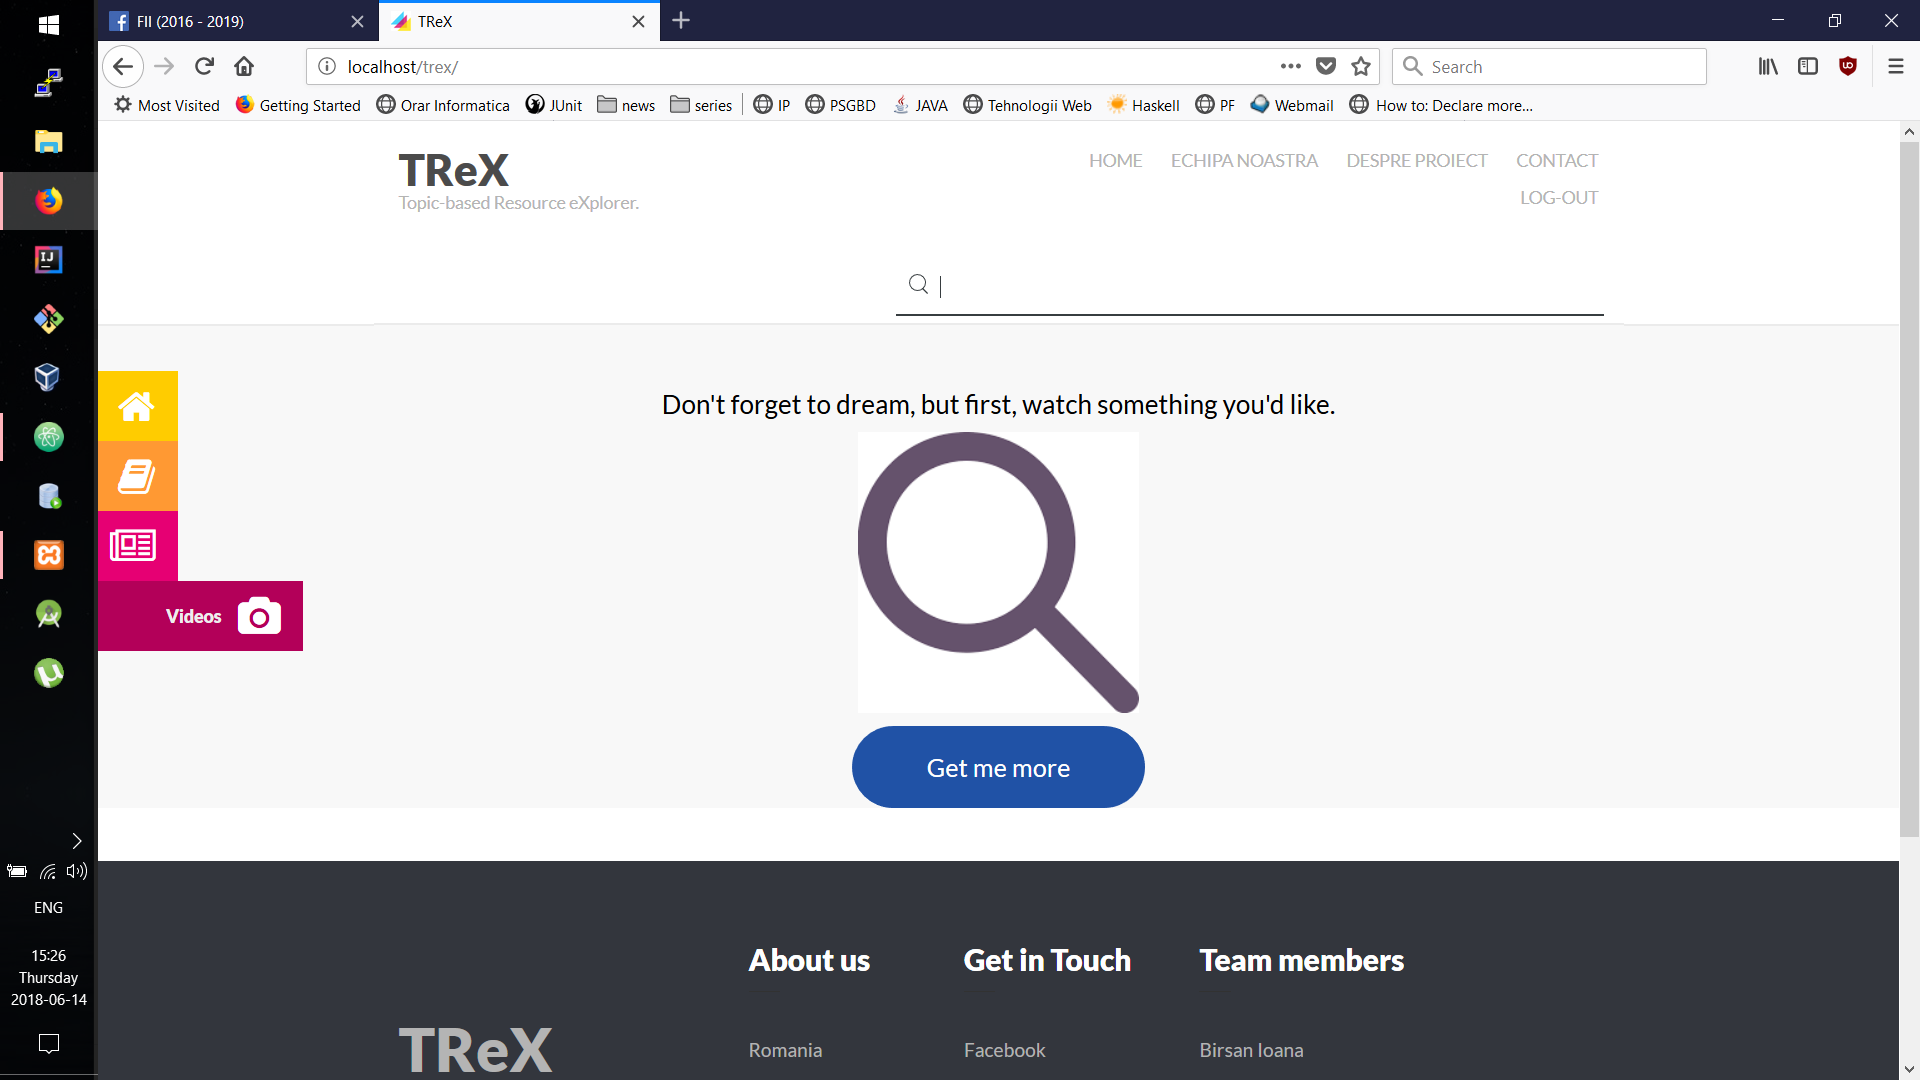 FII (2016 - 2019)
TReX
localhost/trex/
Search
Most Visited
Getting Started
Orar Informatica
JUnit
news
series
IP
PSGBD
JAVA
Tehnologii Web
Haskell
PF
Webmail
How to: Declare more...
TReX
Topic-based Resource eXplorer.
HOME
ECHIPA NOASTRA
DESPRE PROIECT
CONTACT
LOG-OUT
Don't forget to dream, but first, watch something you'd like.
Videos
Get me more
About us
Get in Touch
Team members
TReX
Romania
Facebook
Birsan Ioana
ENG
15:26
Thursday
2018-06-14